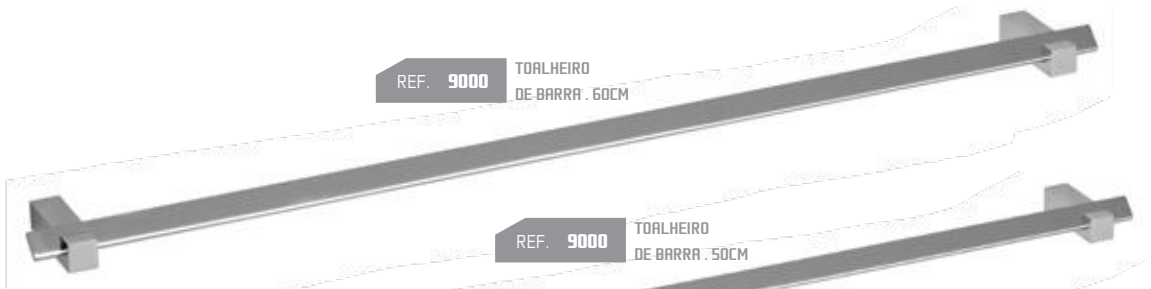 REF. 9000
TOALHEIRO
DE BARRA . 60CM
REF. 9000
TOALHEIRO
DE BARRA . 50CM